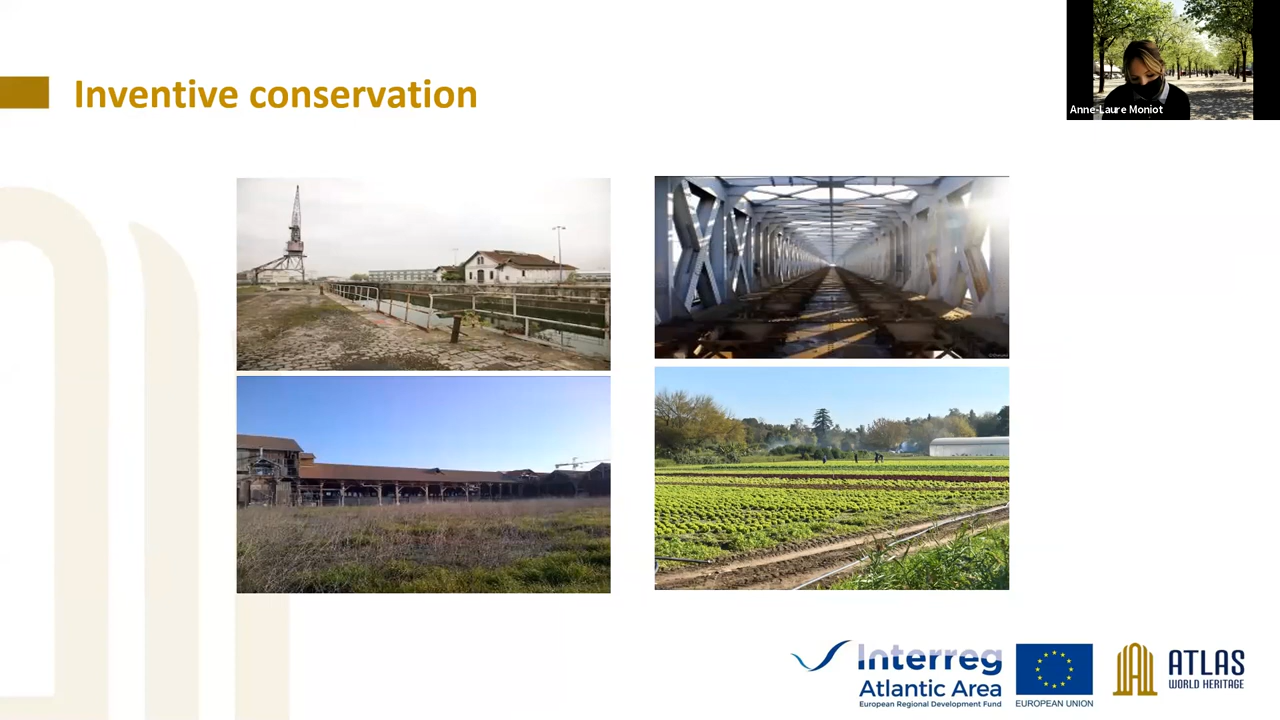 Inventive conservation
Anne-Laure Moniot
Interreg
Atlantic Area
European Regional Development Fund
EUROPEAN UNION
ATLAS
WORLD HERITAGE